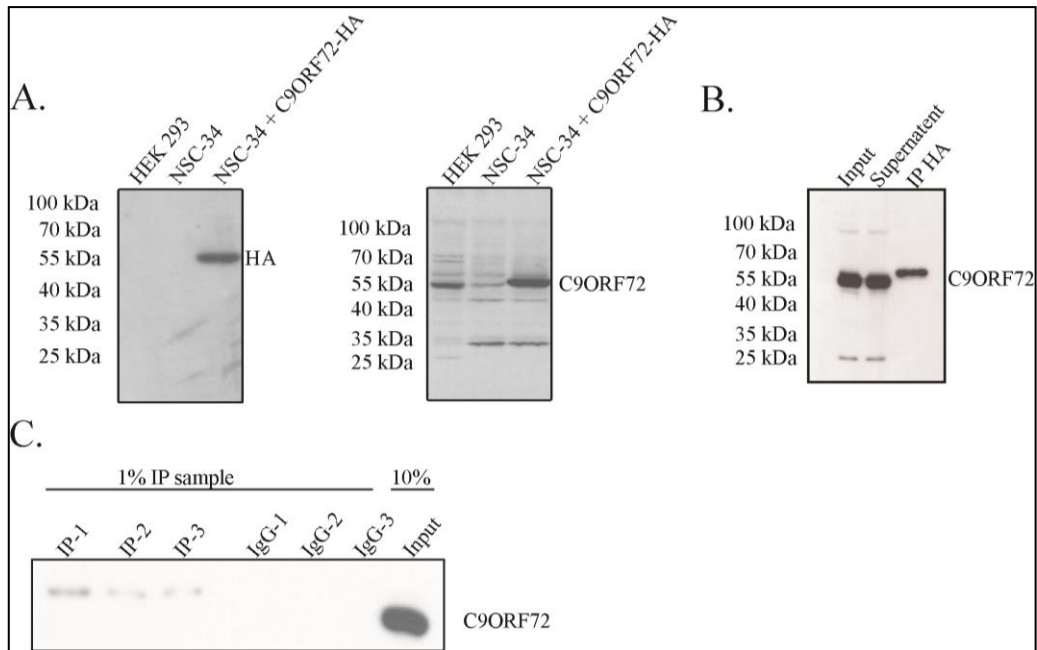 A.
HEK 293
NSC-34
NSC-34 + C9ORF72-HA
100 kDa
70 kDa
55 kDa
40 kDa
35 kDa
25 kDa
HA
HEK 293
NSC-34
NSC-34 + C9ORF72-HA
100 kDa
70 kDa
55 kDa
40 kDa
35 kDa
25 kDa
C9ORF72
B.
Input
Supernatent
IP HA
100 kDa
70 kDa
55 kDa
40 kDa
35 kDa
25 kDa
C9ORF72
C.
1% IP sample
10%
IP-1
IP-2
IP-3
IgG-1
IgG-2
IgG-3
Input
C9ORF72